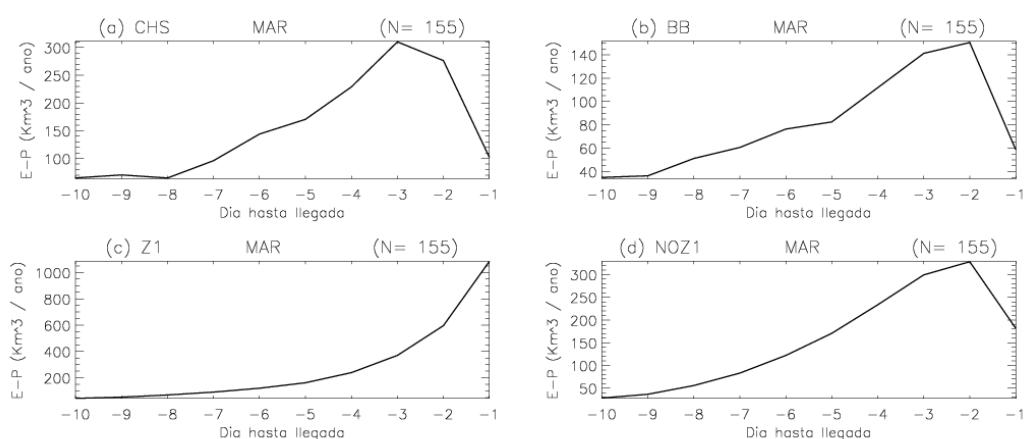 (a) CHS MAR (N= 155)
300
250
200
150
100
E-P (Km^3 / ano)
-10 -9 -8 -7 -6 -5 -4 -3 -2 -1
Dia hasta llegada
(b) BB MAR (N= 155)
140
120
100
80
60
40
E-P (Km^3 / ano)
-10 -9 -8 -7 -6 -5 -4 -3 -2 -1
Dia hasta llegada
(c) Z1 MAR (N= 155)
1000
800
600
400
200
E-P (Km^3 / ano)
-10 -9 -8 -7 -6 -5 -4 -3 -2 -1
Dia hasta llegada
(d) NOZ1 MAR (N= 155)
300
250
200
150
100
50
E-P (Km^3 / ano)
-10 -9 -8 -7 -6 -5 -4 -3 -2 -1
Dia hasta llegada